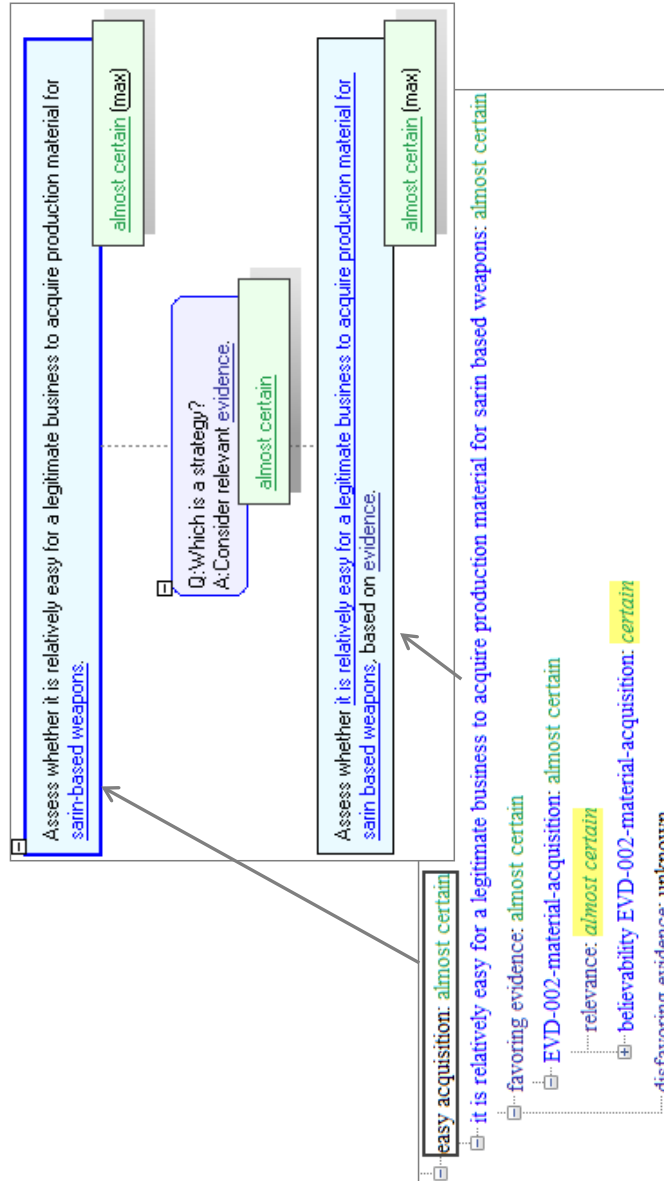 Assess whether it is relatively easy for a legitimate business to acquire production material for
sarin-based weapons.
almost certain (max)
Q:Which is a strategy?
A:Consider relevant evidence.
almost certain
Assess whether it is relatively easy for a legitimate business to acquire production material for
sarin based weapons, based on evidence.
almost certain (max)
easy acquisition: almost certain
it is relatively easy for a legitimate business to acquire production material for sarin based weapons: almost certain
favoring evidence: almost certain
EVD-002-material-acquisition: almost certain
relevance: almost certain
believability EVD-002-material-acquisition: certain
disfavoring evidence: unknown